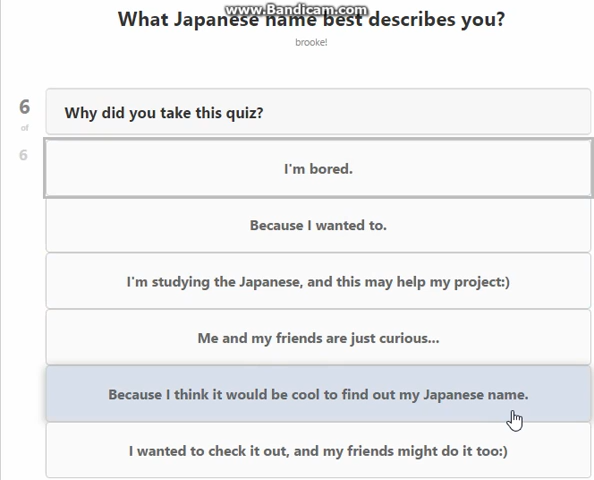 www.Bandicam.com
What Japanese name best describes you?
brooke!
6
of
6
Why did you take this quiz?
I'm bored.
Because I wanted to.
I'm studying the Japanese, and this may help my project:)
Me and my friends are just curious...
Because I think it would be cool to find out my Japanese name.
I wanted to check it out, and my friends might do it too:)